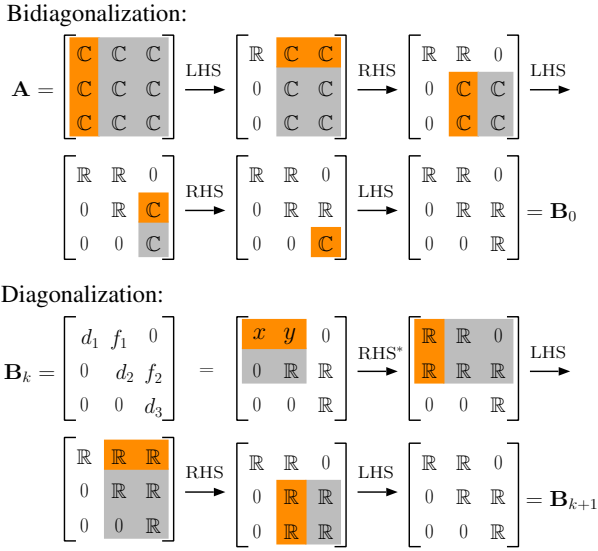 Bidiagonalization:
ℂ ℂ ℂ ℝ ℂ ℂ ℝ ℝ 0
A = ℂ ℂ ℂ LHS 0 ℂ ℂ RHS 0 ℂ ℂ LHS
ℂ ℂ ℂ 0 ℂ ℂ 0 ℂ ℂ
ℝ ℝ 0 ℝ ℝ 0 ℝ ℝ 0
0 ℝ ℂ RHS 0 ℝ ℝ LHS 0 ℝ ℝ = B₀
0 0 ℂ 0 0 ℂ 0 0 ℝ
Diagonalization:
d₁ f₁ 0 x y 0 ℝ ℝ 0
Bₖ = 0 d₂ f₂ = 0 ℝ ℝ RHS* ℝ ℝ ℝ LHS
0 0 d₃ 0 0 ℝ 0 0 ℝ
ℝ ℝ ℝ ℝ ℝ 0 ℝ ℝ 0
0 ℝ ℝ RHS 0 ℝ ℝ LHS 0 ℝ ℝ = Bₖ₊₁
0 0 ℝ 0 ℝ ℝ 0 0 ℝ